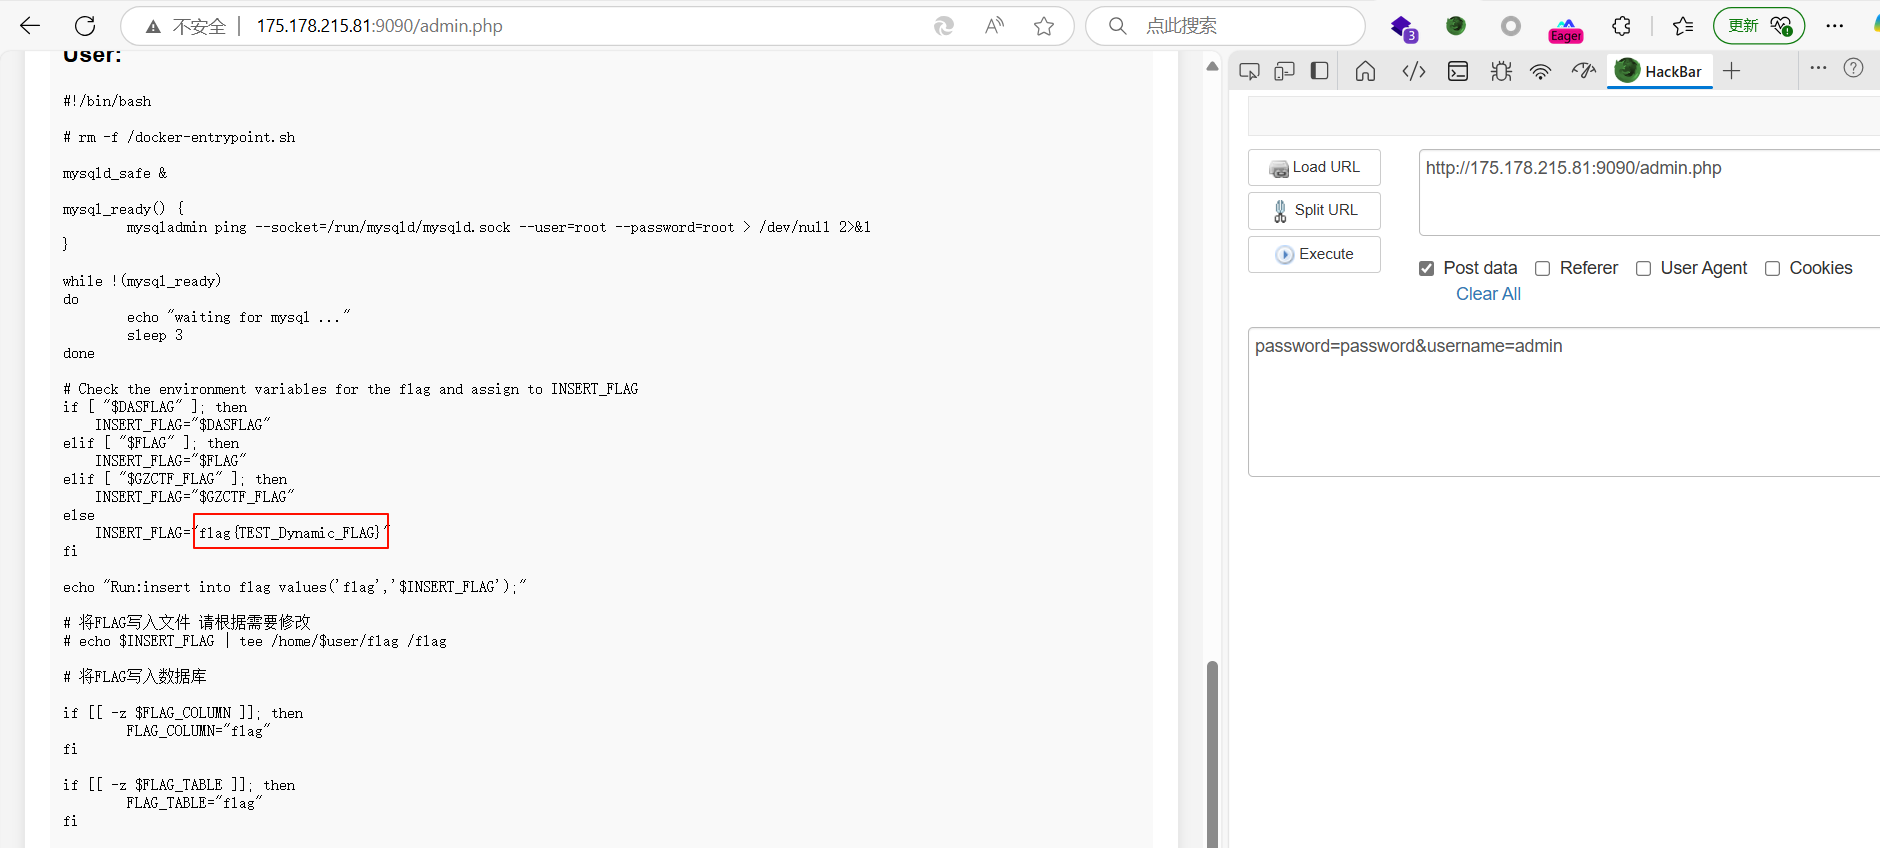 不安全 175.178.215.81:9090/admin.php
点此搜索
3
Eager
更新
User:
#!/bin/bash
# rm -f /docker-entrypoint.sh
mysqld_safe &
mysql_ready() {
mysqladmin ping --socket=/run/mysqld/mysqld.sock --user=root --password=root > /dev/null 2>&1
}
while !(mysql_ready)
do
echo "waiting for mysql ..."
sleep 3
done
# Check the environment variables for the flag and assign to INSERT_FLAG
if [ "$DASFLAG" ]; then
INSERT_FLAG="$DASFLAG"
elif [ "$FLAG" ]; then
INSERT_FLAG="$FLAG"
elif [ "$GZCTF_FLAG" ]; then
INSERT_FLAG="$GZCTF_FLAG"
else
INSERT_FLAG="flag{TEST_Dynamic_FLAG}"
fi
echo "Run:insert into flag values('flag','$INSERT_FLAG');"
# 将FLAG写入文件 请根据需要修改
# echo $INSERT_FLAG | tee /home/$user/flag /flag
# 将FLAG写入数据库
if [[ -z $FLAG_COLUMN ]]; then
FLAG_COLUMN="flag"
fi
if [[ -z $FLAG_TABLE ]]; then
FLAG_TABLE="flag"
fi
HackBar
Load URL
Split URL
Execute
http://175.178.215.81:9090/admin.php
Post data Referer User Agent Cookies
Clear All
password=password&username=admin